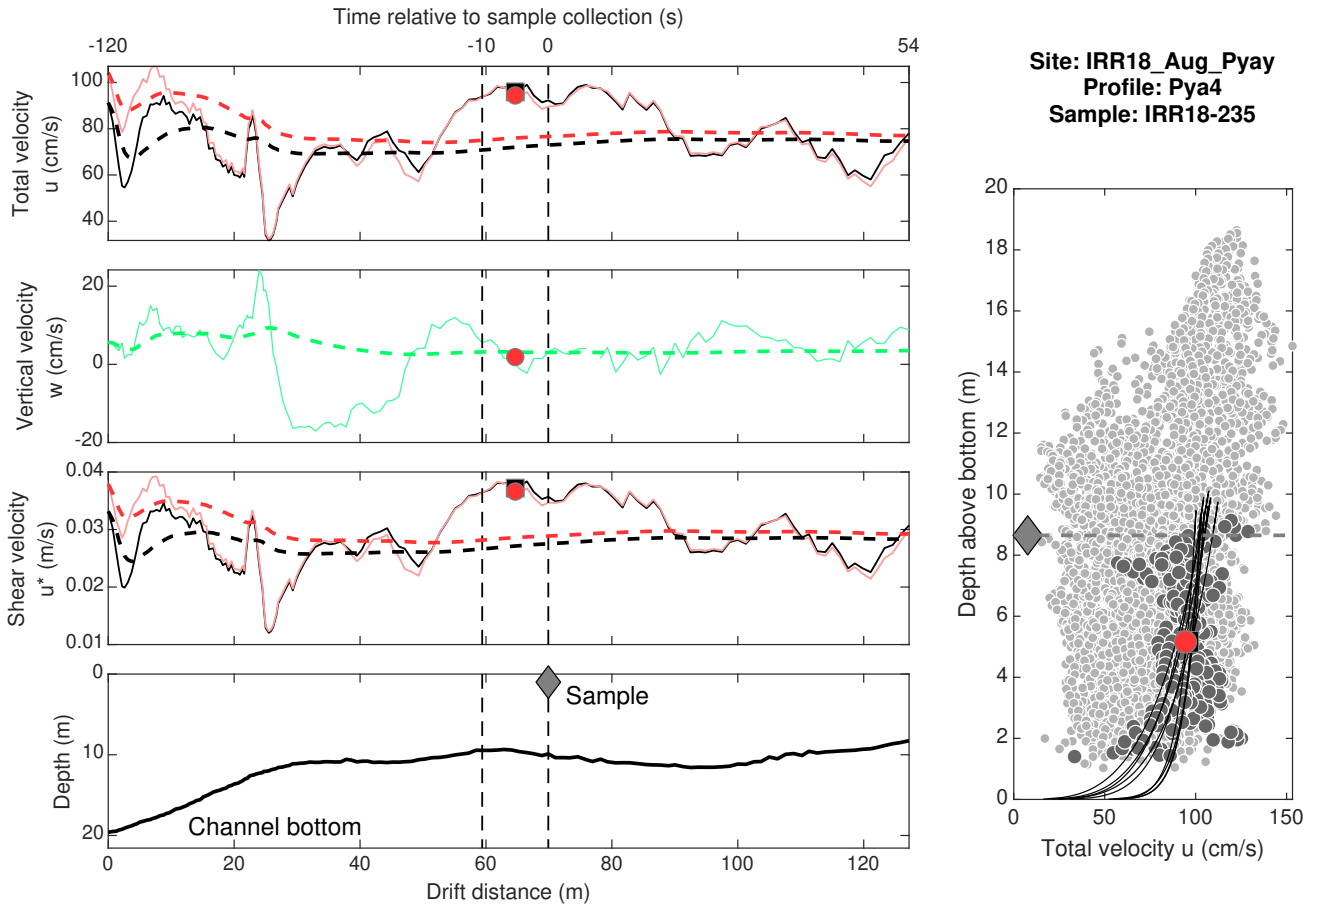 Time relative to sample collection (s)
-120 -10 0 54
100
80
60
40
Total velocity
u (cm/s)
20
0
-20
Vertical velocity
w (cm/s)
0.04
0.03
0.02
0.01
Shear velocity
u* (m/s)
0
10
20
Depth (m)
Sample
Channel bottom
0 20 40 60 80 100 120
Drift distance (m)
Site: IRR18_Aug_Pyay
Profile: Pya4
Sample: IRR18-235
20
18
16
14
12
10
8
6
4
2
0
Depth above bottom (m)
0 50 100 150
Total velocity u (cm/s)